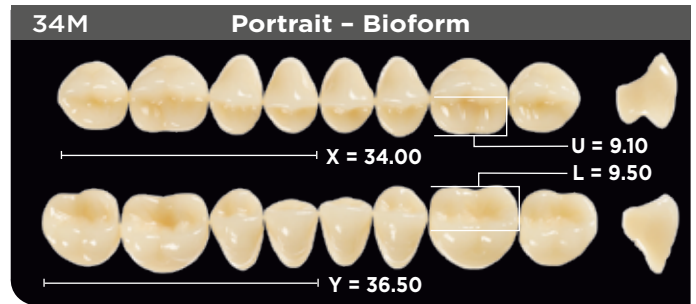 34M
Portrait – Bioform
X = 34.00
U = 9.10
L = 9.50
Y = 36.50